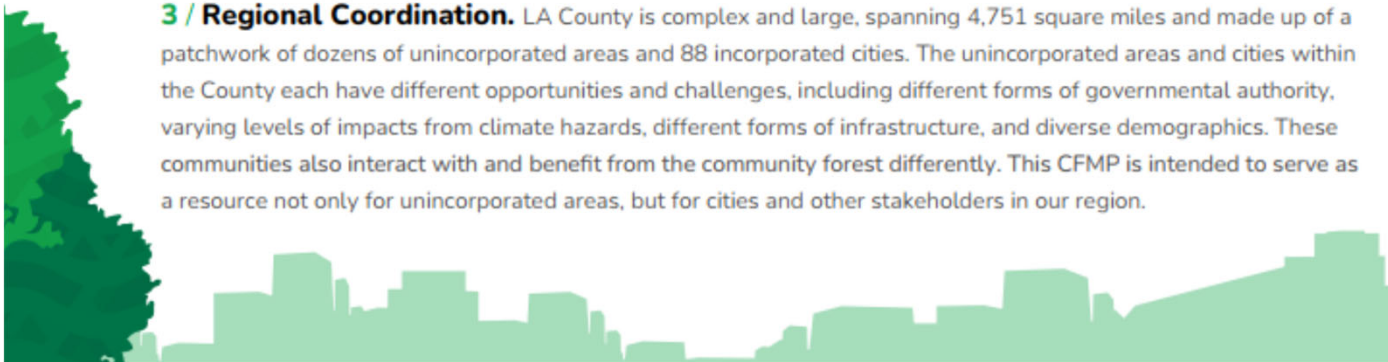 3 / Regional Coordination. LA County is complex and large, spanning 4,751 square miles and made up of a
patchwork of dozens of unincorporated areas and 88 incorporated cities. The unincorporated areas and cities within
the County each have different opportunities and challenges, including different forms of governmental authority,
varying levels of impacts from climate hazards, different forms of infrastructure, and diverse demographics. These
communities also interact with and benefit from the community forest differently. This CFMP is intended to serve as
a resource not only for unincorporated areas, but for cities and other stakeholders in our region.